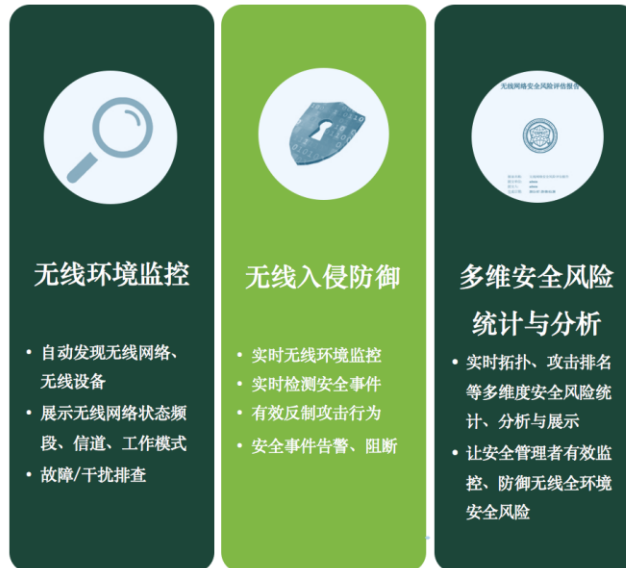 无线环境监控
• 自动发现无线网络、
无线设备
• 展示无线网络状态频
段、信道、工作模式
• 故障/干扰排查
无线入侵防御
• 实时无线环境监控
• 实时检测安全事件
• 有效反制攻击行为
• 安全事件告警、阻断
无线网络安全风险评估报告
多维安全风险
统计与分析
• 实时拓扑、攻击排名
等多维度安全风险统
计、分析与展示
• 让安全管理者有效监
控、防御无线全环境
安全风险